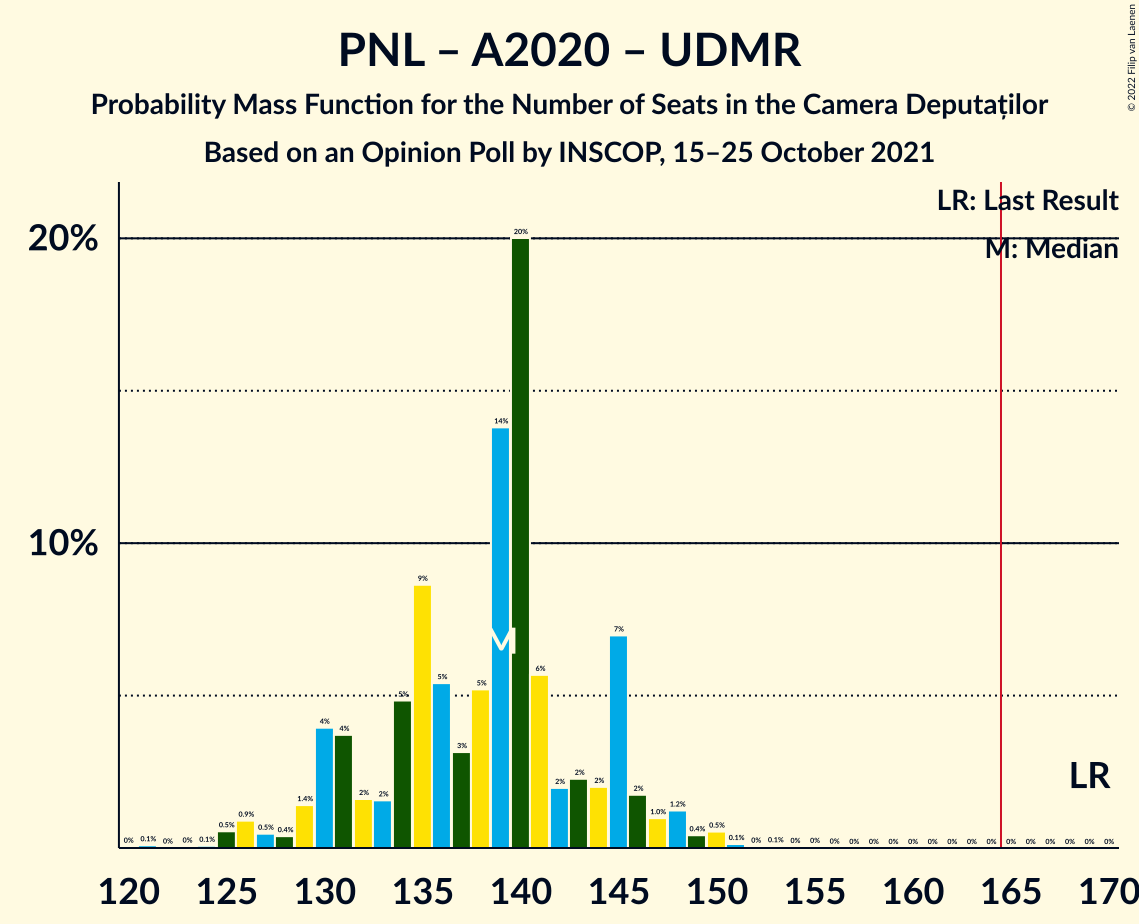 PNL – A2020 – UDMR
Probability Mass Function for the Number of Seats in the Camera Deputaților
Based on an Opinion Poll by INSCOP, 15–25 October 2021
© 2022 Filip van Laenen
LR: Last Result
M: Median
20%
10%
20%
14%
9%
7%
6%
5% 5% 5%
4% 4%
3%
2% 2% 2% 2% 2% 2%
M
LR
0% 0.1% 0% 0% 0.1% 0.5% 0.9% 0.5% 0.4% 1.4%
1.0% 1.2% 0.4% 0.5% 0.1% 0% 0.1% 0% 0% 0% 0% 0% 0% 0% 0% 0% 0% 0% 0% 0% 0% 0% 0% 0%
120 125 130 135 140 145 150 155 160 165 170